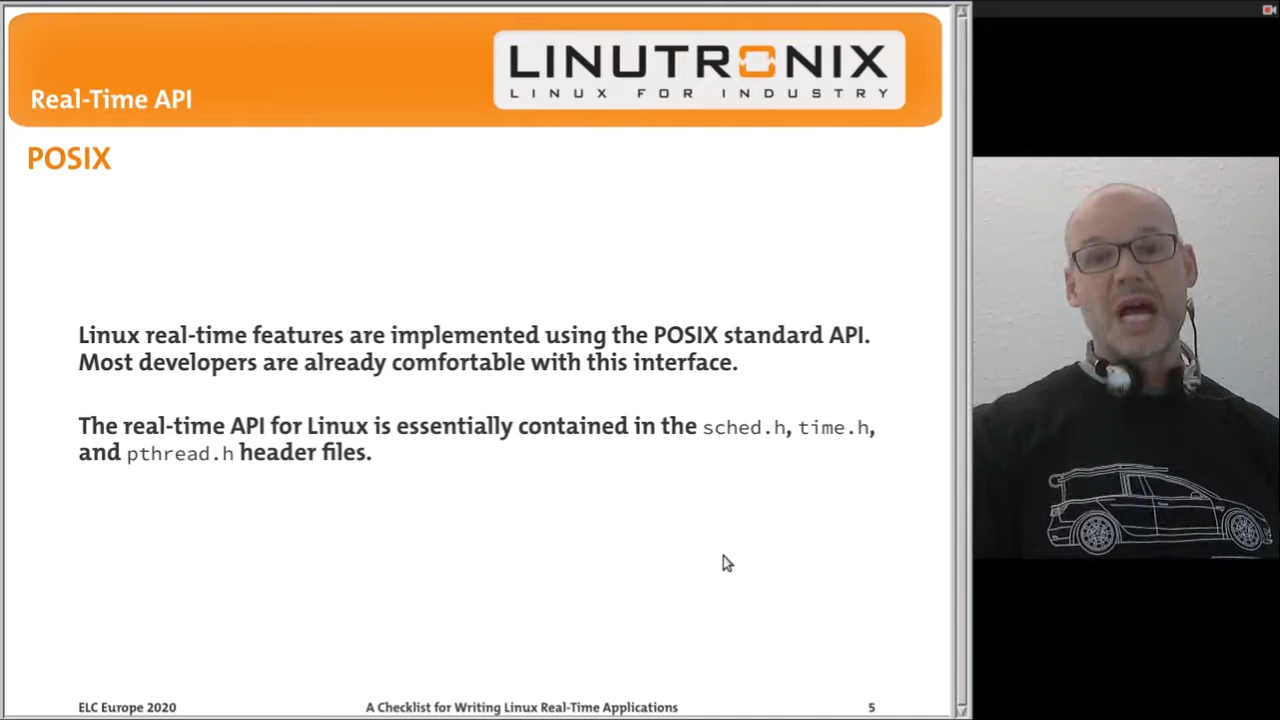 LINUTRONIX
LINUX FOR INDUSTRY
Real-Time API
POSIX
Linux real-time features are implemented using the POSIX standard API.
Most developers are already comfortable with this interface.
The real-time API for Linux is essentially contained in the sched.h, time.h,
and pthread.h header files.
ELC Europe 2020
A Checklist for Writing Linux Real-Time Applications
5